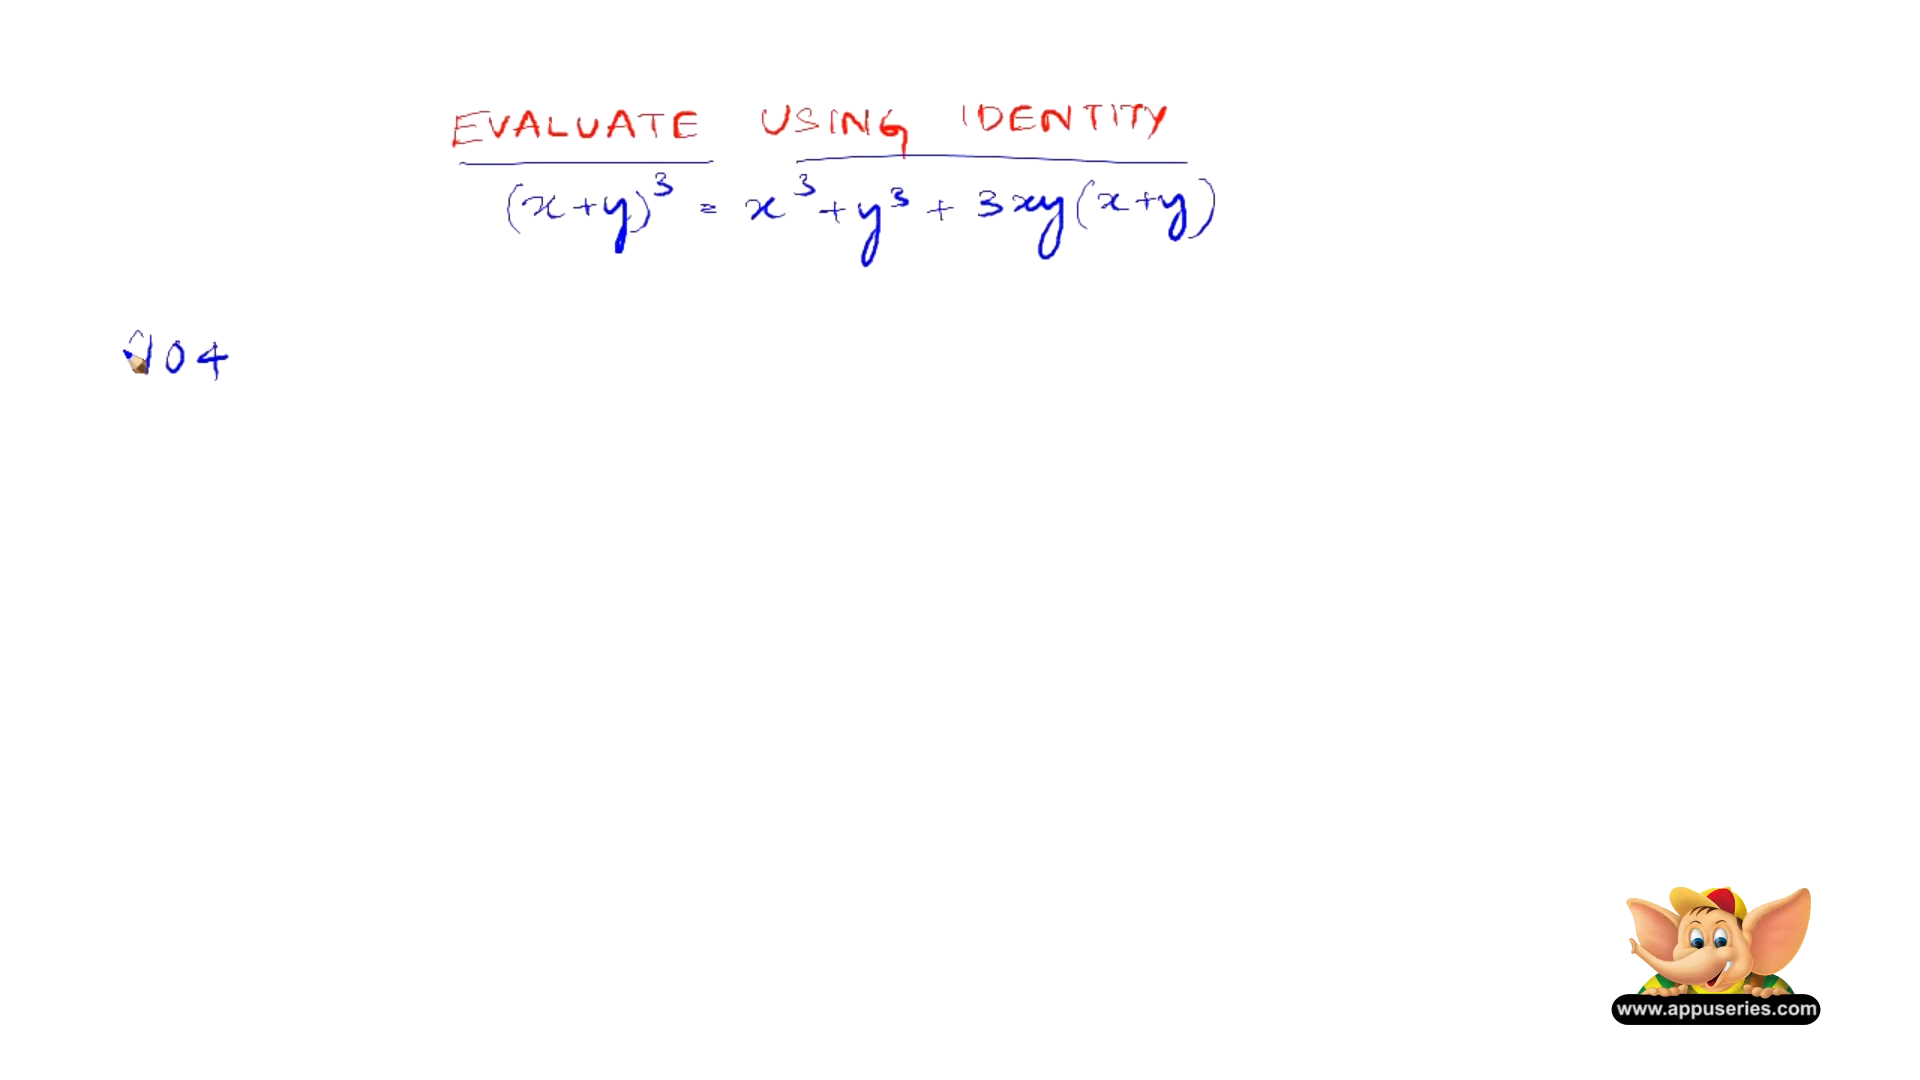 EVALUATE USING IDENTITY
(x+y)³ = x³+y³ + 3xy(x+y)
104
www.appuseries.com